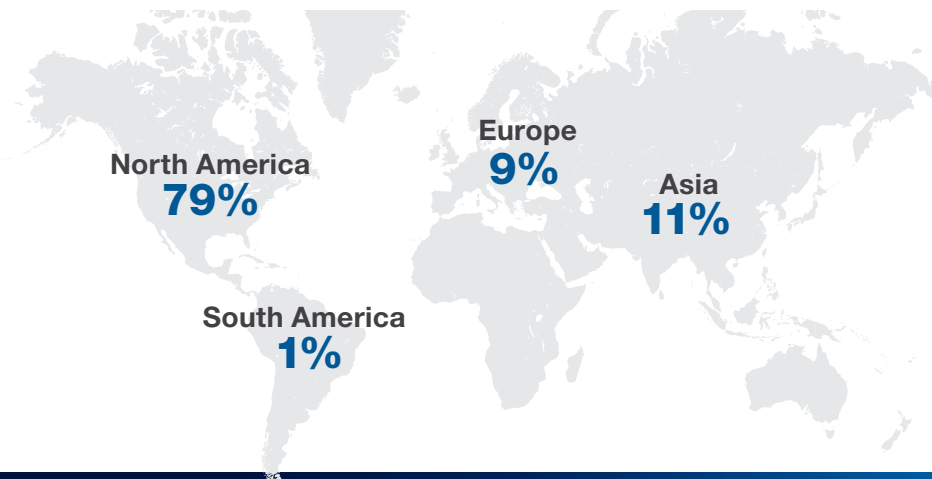 Europe
9%
North America
79%
Asia
11%
South America
1%